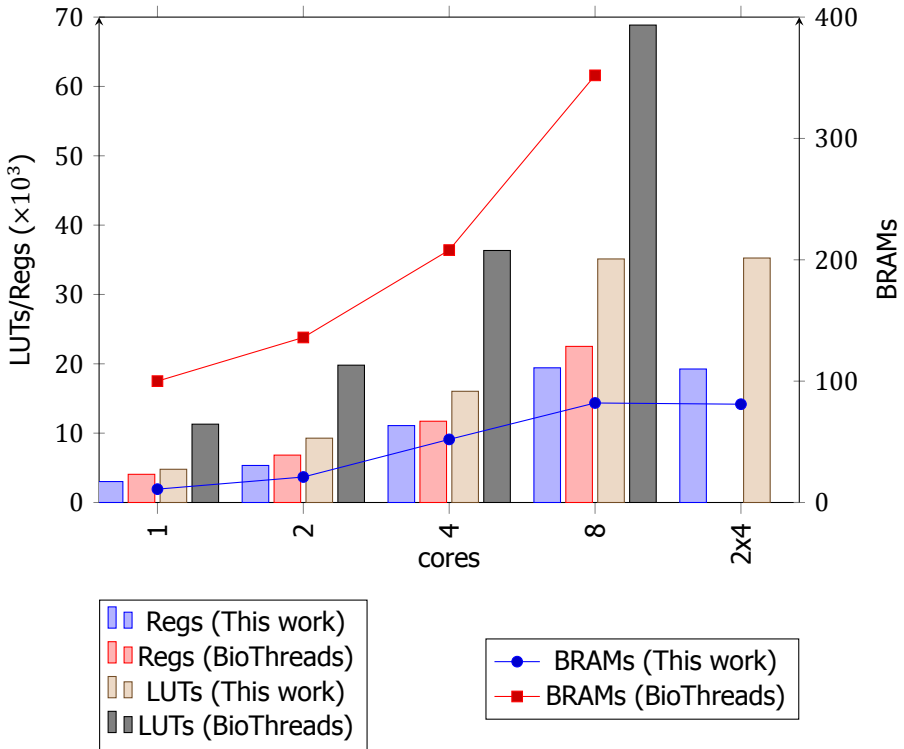 70
60
50
40
30
20
10
0
LUTs/Regs (×10³)
400
300
200
100
0
BRAMs
1
2
4
8
2x4
cores
Regs (This work)
Regs (BioThreads)
LUTs (This work)
LUTs (BioThreads)
BRAMs (This work)
BRAMs (BioThreads)